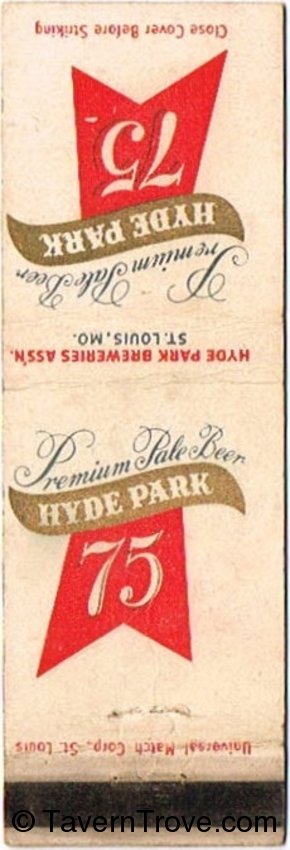 Close Cover Before Striking
75
HYDE PARK
Premium Pale Beer
HYDE PARK BREWERIES ASS'N.
ST. LOUIS, MO.
Premium Pale Beer
HYDE PARK
75
Universal Match Corp., St. Louis
© TavernTrove.com